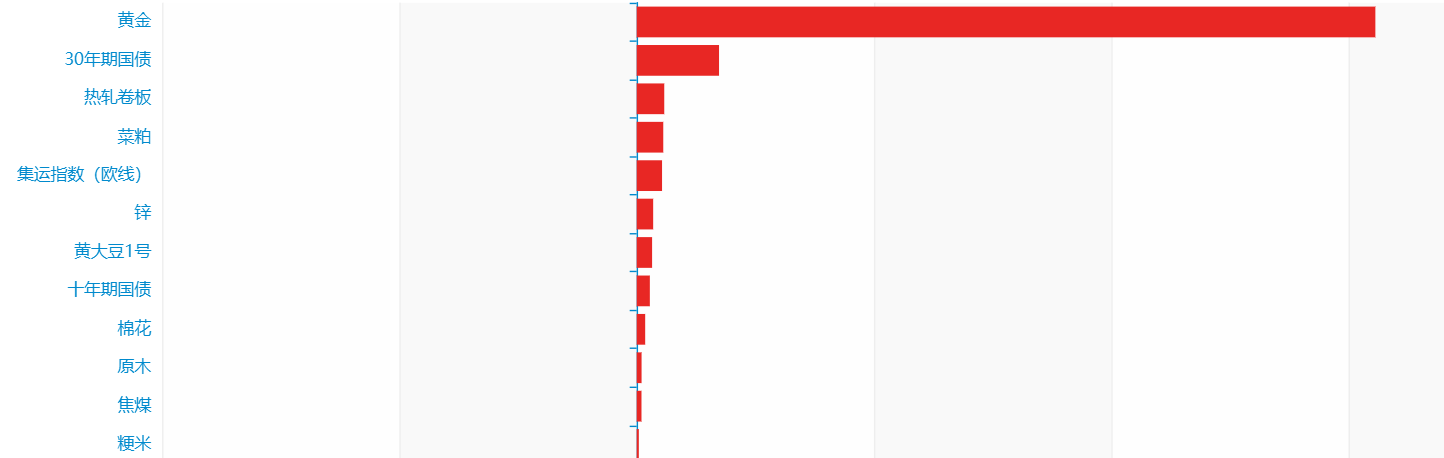 黄金
30年期国债
热轧卷板
菜粕
集运指数（欧线）
锌
黄大豆1号
十年期国债
棉花
原木
焦煤
粳米